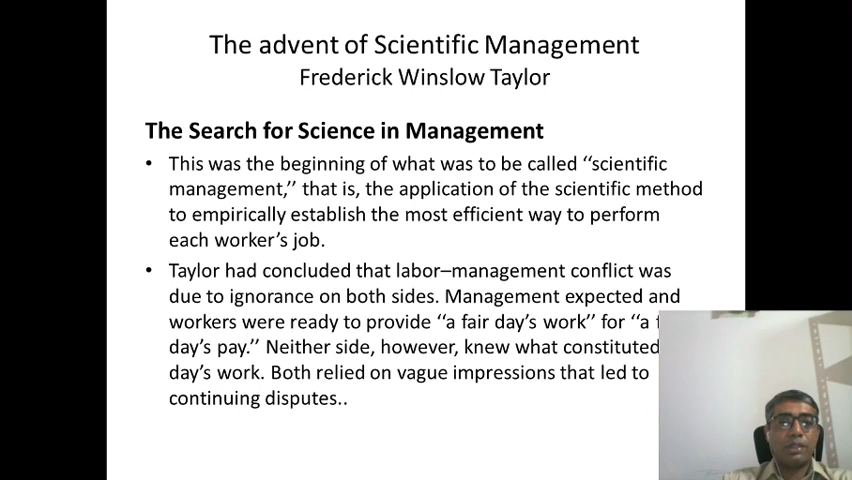 The advent of Scientific Management
Frederick Winslow Taylor
The Search for Science in Management
• This was the beginning of what was to be called ‘‘scientific
management,’’ that is, the application of the scientific method
to empirically establish the most efficient way to perform
each worker’s job.
• Taylor had concluded that labor–management conflict was
due to ignorance on both sides. Management expected and
workers were ready to provide ‘‘a fair day’s work’’ for ‘‘a
day’s pay.’’ Neither side, however, knew what constituted
day’s work. Both relied on vague impressions that led to
continuing disputes..